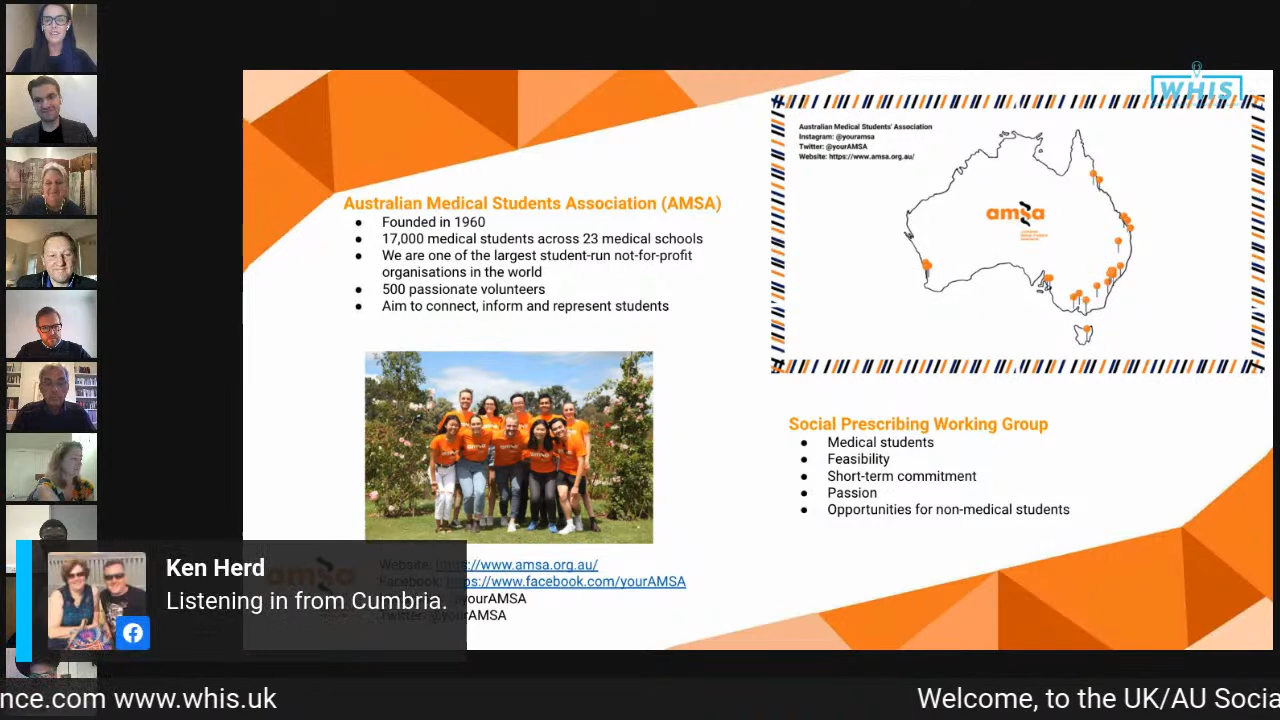 WHIS
Australian Medical Students' Association
Instagram: @youramsa
Twitter: @yourAMSA
Website: https://www.amsa.org.au/
amsa
Australian Medical Students Association (AMSA)
● Founded in 1960
● 17,000 medical students across 23 medical schools
● We are one of the largest student-run not-for-profit
organisations in the world
● 500 passionate volunteers
● Aim to connect, inform and represent students
Social Prescribing Working Group
● Medical students
● Feasibility
● Short-term commitment
● Passion
● Opportunities for non-medical students
Website: https://www.amsa.org.au/
Facebook: https://www.facebook.com/yourAMSA
yourAMSA
Twitter: @yourAMSA
Ken Herd
Listening in from Cumbria.
nce.com www.whis.uk
Welcome, to the UK/AU Socia